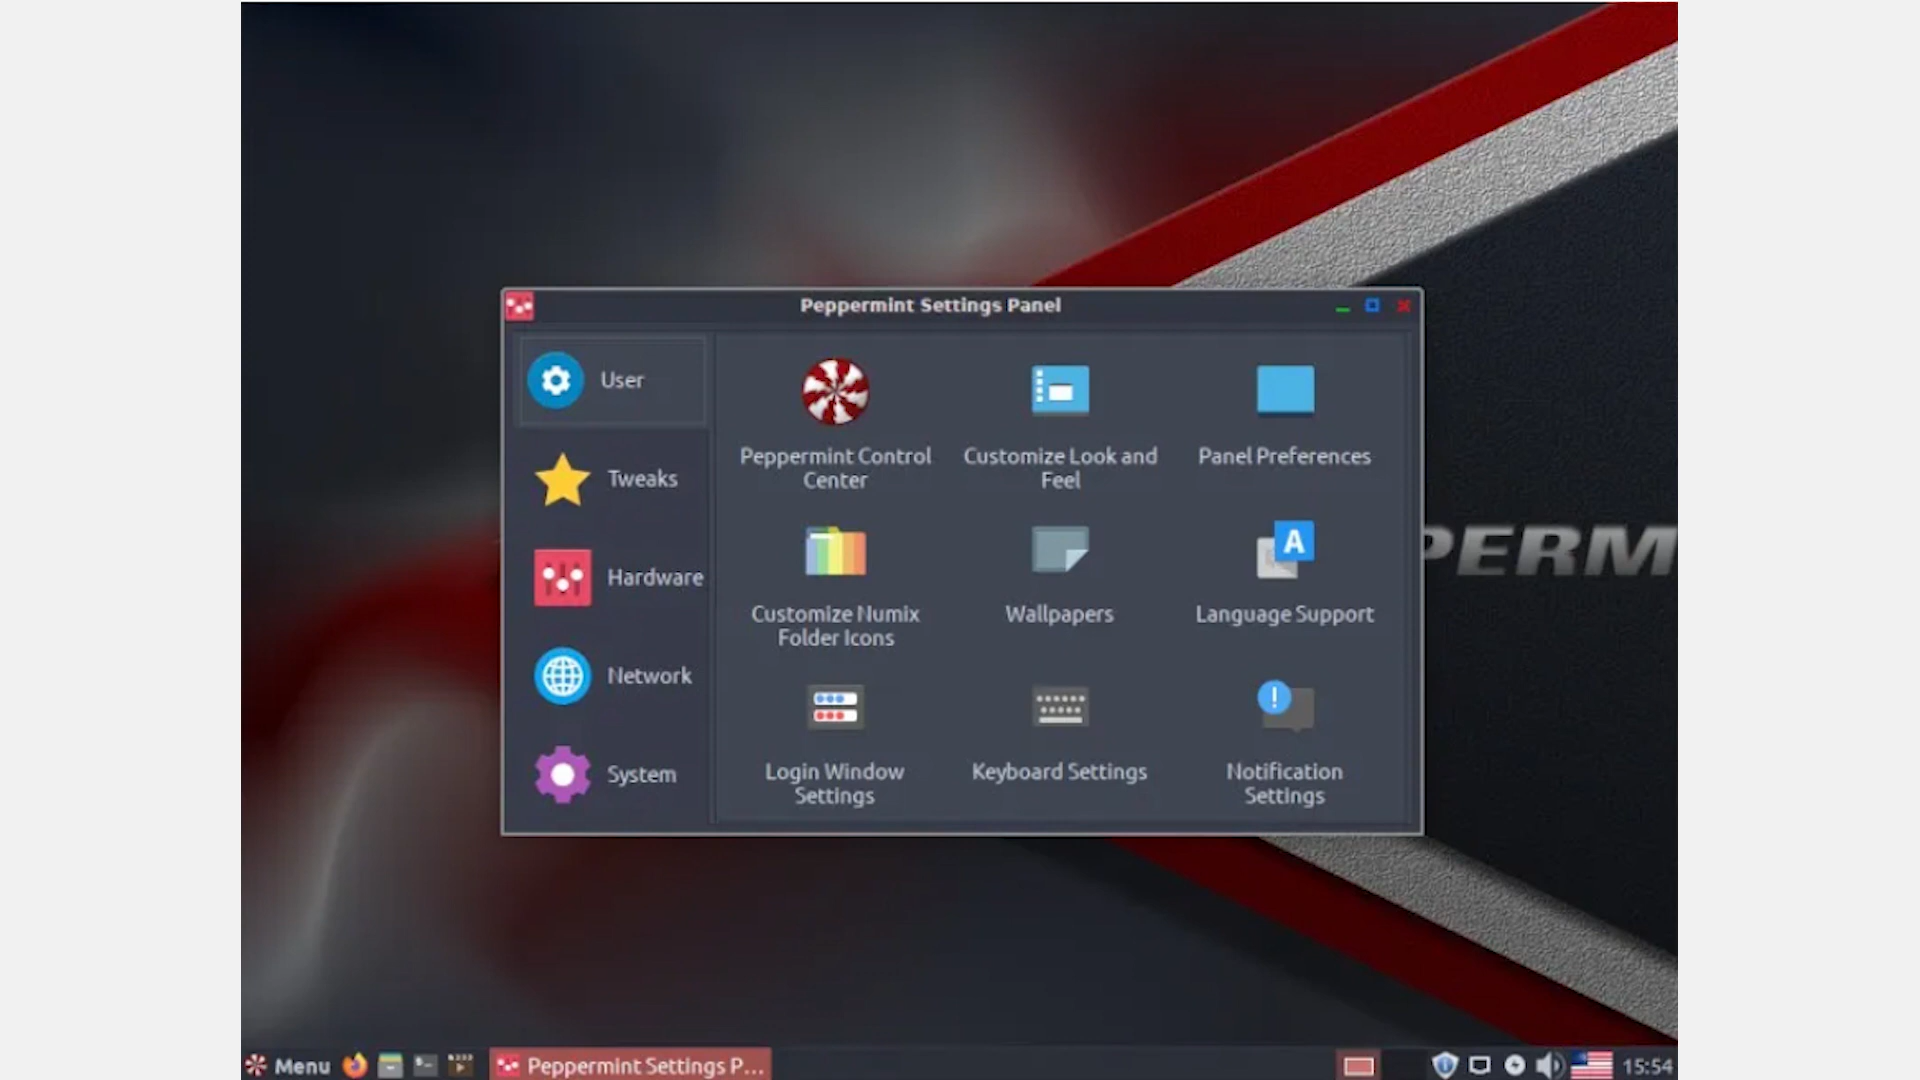 Peppermint Settings Panel
User
Tweaks
Hardware
Network
System
Peppermint Control
Center
Customize Look and
Feel
Panel Preferences
Customize Numix
Folder Icons
Wallpapers
A
Language Support
Login Window
Settings
Keyboard Settings
!
Notification
Settings
PERM
Menu
Peppermint Settings P...
15:54